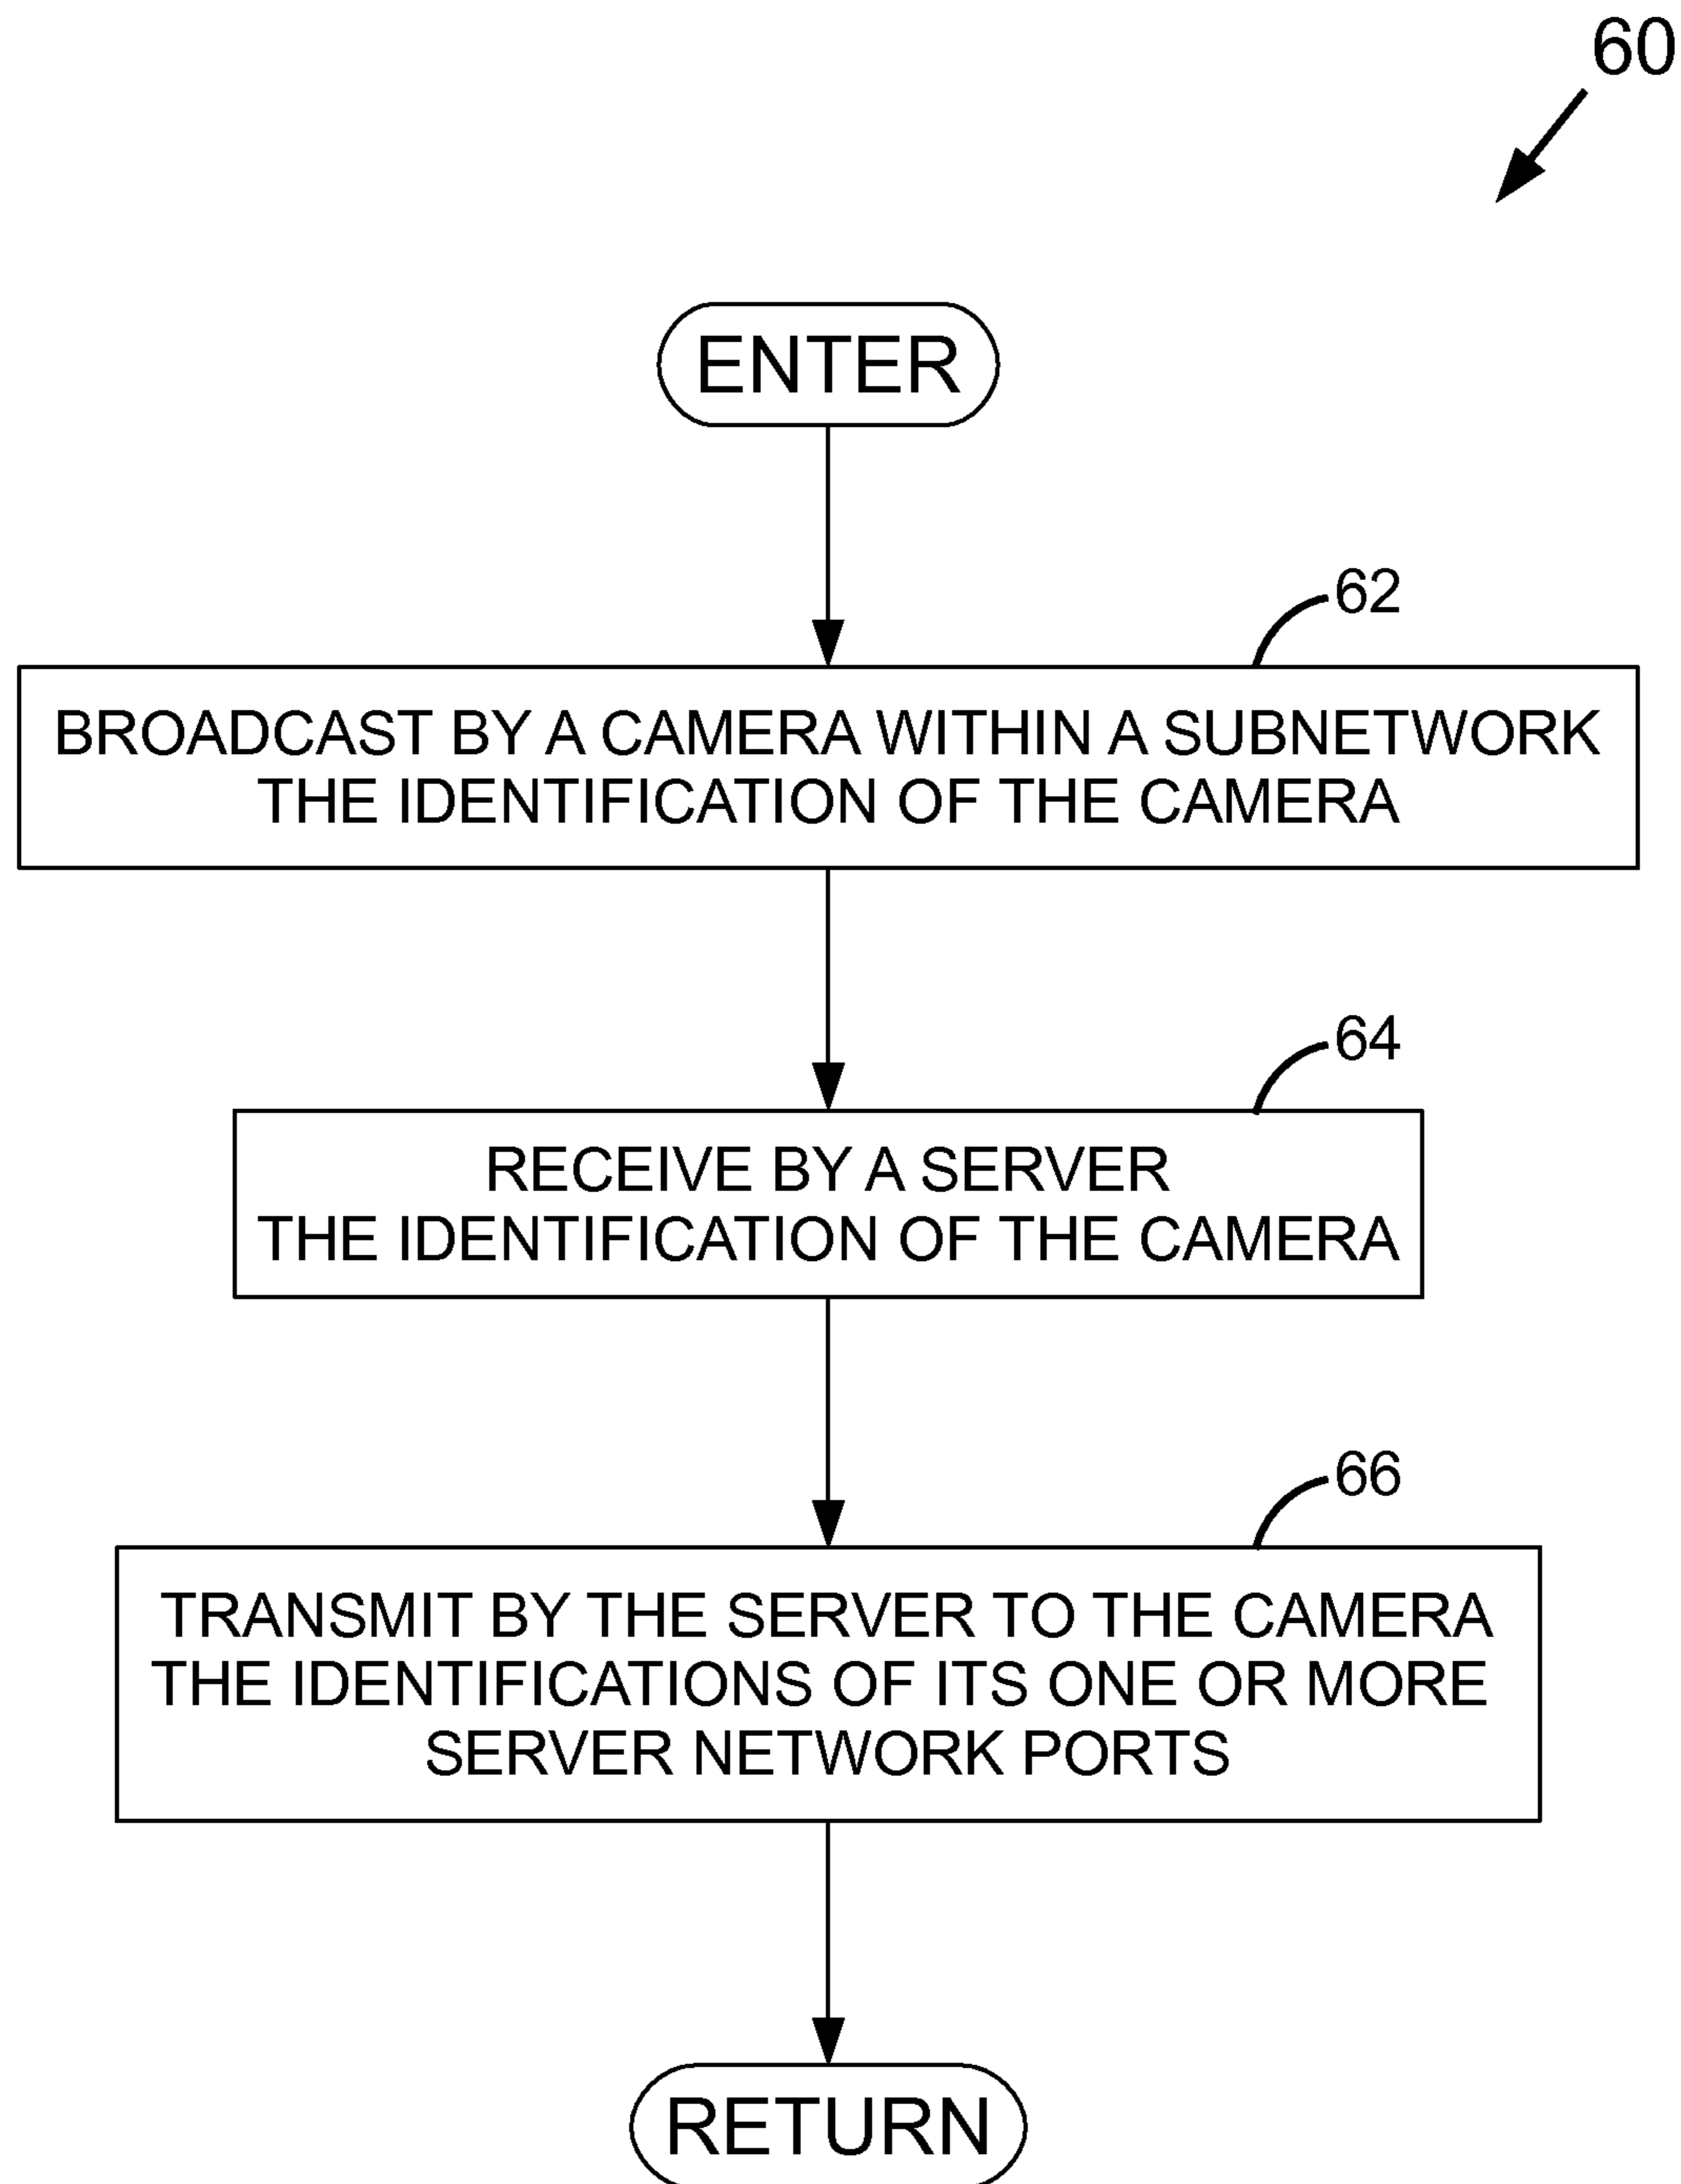 60
ENTER
62
BROADCAST BY A CAMERA WITHIN A SUBNETWORK
THE IDENTIFICATION OF THE CAMERA
64
RECEIVE BY A SERVER
THE IDENTIFICATION OF THE CAMERA
66
TRANSMIT BY THE SERVER TO THE CAMERA
THE IDENTIFICATIONS OF ITS ONE OR MORE
SERVER NETWORK PORTS
RETURN